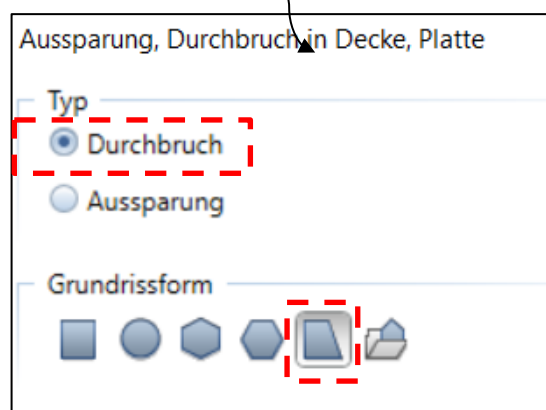 Aussparung, Durchbruch in Decke, Platte
Typ
Durchbruch
Aussparung
Grundrissform